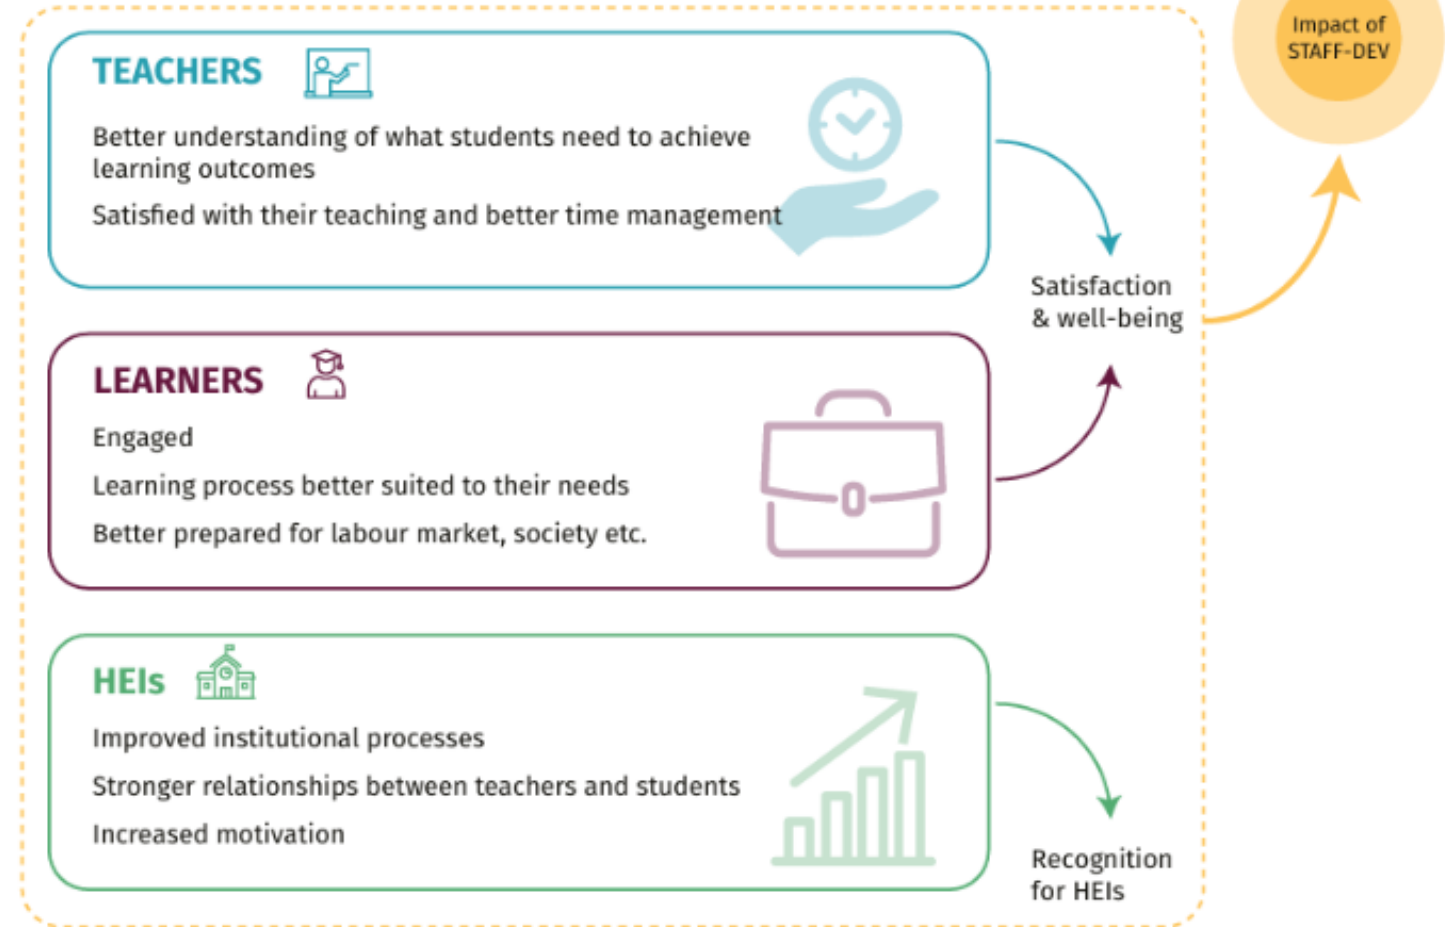 Impact of
STAFF-DEV
TEACHERS
Better understanding of what students need to achieve
learning outcomes
Satisfied with their teaching and better time management
Satisfaction
& well-being
LEARNERS
Engaged
Learning process better suited to their needs
Better prepared for labour market, society etc.
HEIs
Improved institutional processes
Stronger relationships between teachers and students
Increased motivation
Recognition
for HEIs